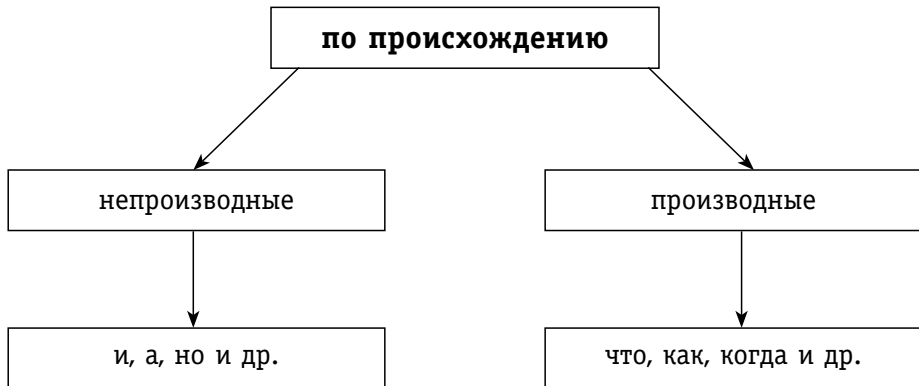 по происхождению
непроизводные
производные
и, а, но и др.
что, как, когда и др.